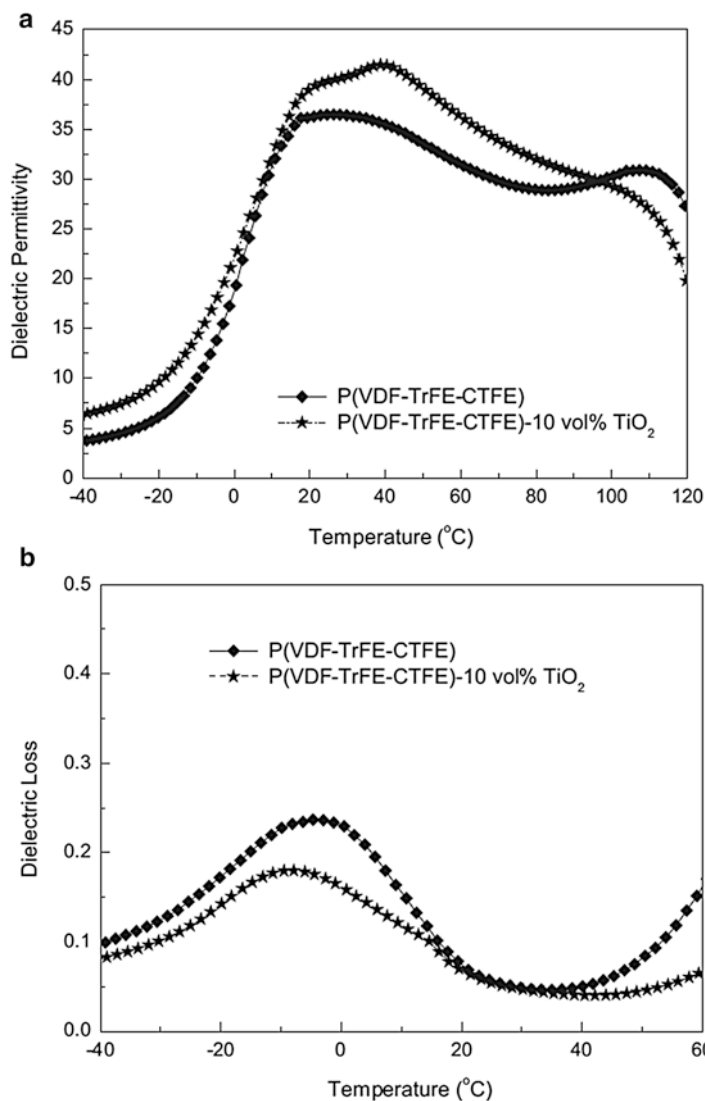 a
45
40
35
30
25
20
15
10
5
0
Dielectric Permittivity
P(VDF-TrFE-CTFE)
P(VDF-TrFE-CTFE)-10 vol% TiO₂
-40 -20 0 20 40 60 80 100 120
Temperature (°C)
b
0.5
0.4
0.3
0.2
0.1
0.0
Dielectric Loss
P(VDF-TrFE-CTFE)
P(VDF-TrFE-CTFE)-10 vol% TiO₂
-40 -20 0 20 40 60
Temperature (°C)